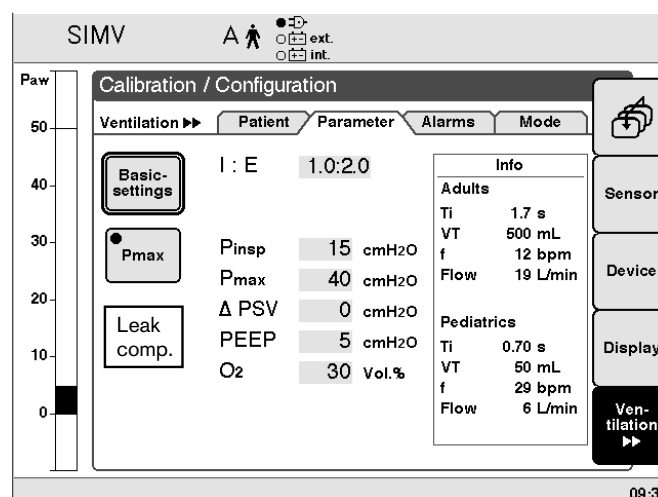 SIMV A ext.
int.
Paw
Calibration / Configuration
Ventilation ▶▶ Patient Parameter Alarms Mode
50
40
30
20
10
0
Basic-
settings
Pmax
Leak
comp.
I : E 1.0:2.0
Pinsp 15 cmH2O
Pmax 40 cmH2O
Δ PSV 0 cmH2O
PEEP 5 cmH2O
O2 30 Vol.%
Info
Adults
Ti 1.7 s
VT 500 mL
f 12 bpm
Flow 19 L/min
Pediatrics
Ti 0.70 s
VT 50 mL
f 29 bpm
Flow 6 L/min
Sensor
Device
Display
Ven-
tilation
▶▶
09:3